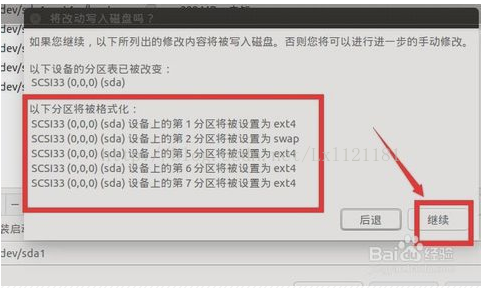 将改动写入磁盘吗？
如果您继续，以下所列出的修改内容将被写入磁盘。否则您将可以进行进一步的手动修改。
以下设备的分区表已被改变：
SCSI33 (0,0,0) (sda)
以下分区将被格式化：
SCSI33 (0,0,0) (sda) 设备上的第 1 分区将被设置为 ext4
SCSI33 (0,0,0) (sda) 设备上的第 2 分区将被设置为 swap
SCSI33 (0,0,0) (sda) 设备上的第 5 分区将被设置为 ext4
SCSI33 (0,0,0) (sda) 设备上的第 6 分区将被设置为 ext4
SCSI33 (0,0,0) (sda) 设备上的第 7 分区将被设置为 ext4
后退
继续
装启动
dev/sda1
Baidu 经验